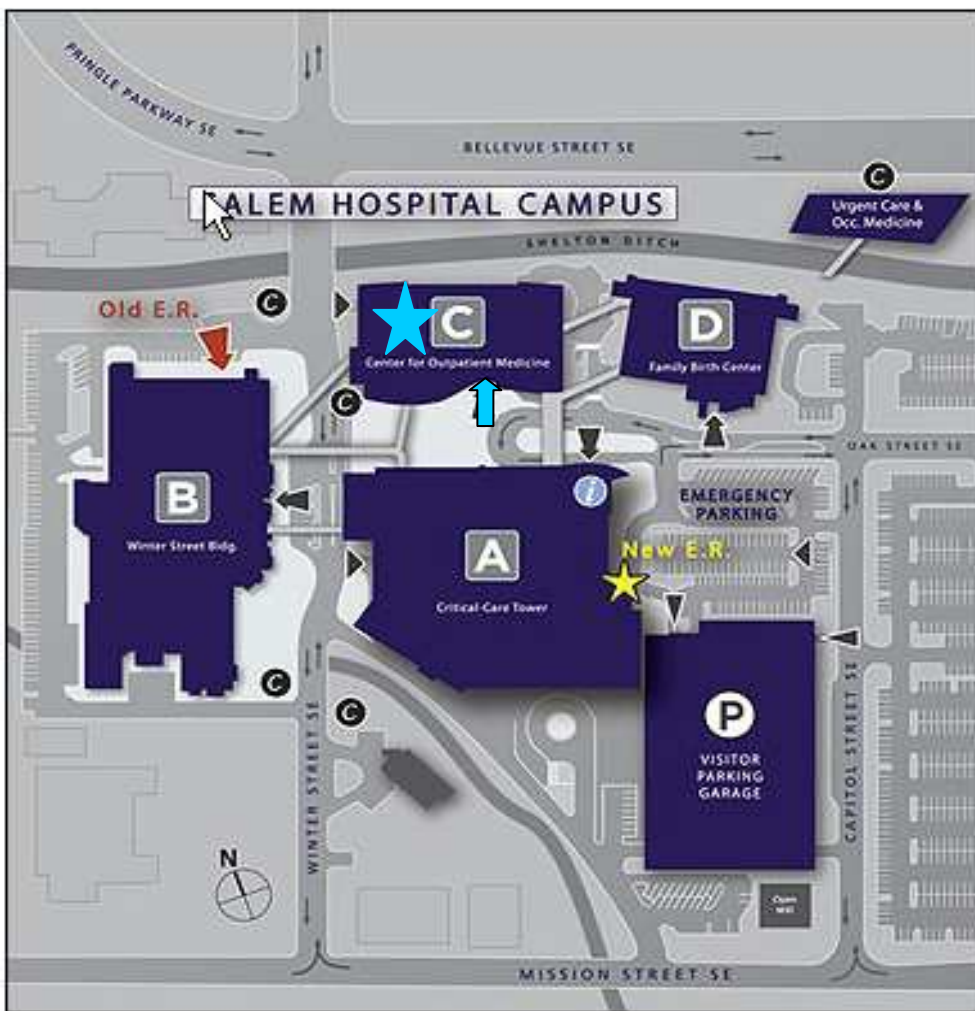 PRINGLE PARKWAY SE
BELLEVUE STREET SE
ALEM HOSPITAL CAMPUS
C
Urgent Care &
Occ. Medicine
SHELTON DITCH
Old E.R.
C
C
Center for Outpatient Medicine
D
Family Birth Center
C
OAK STREET SE
B
Winter Street Bldg.
i
EMERGENCY
PARKING
A
Critical-Care Tower
New E.R.
C
C
P
VISITOR
PARKING
GARAGE
WINTER STREET SE
CAPITOL STREET SE
N
Open
MISSION STREET SE